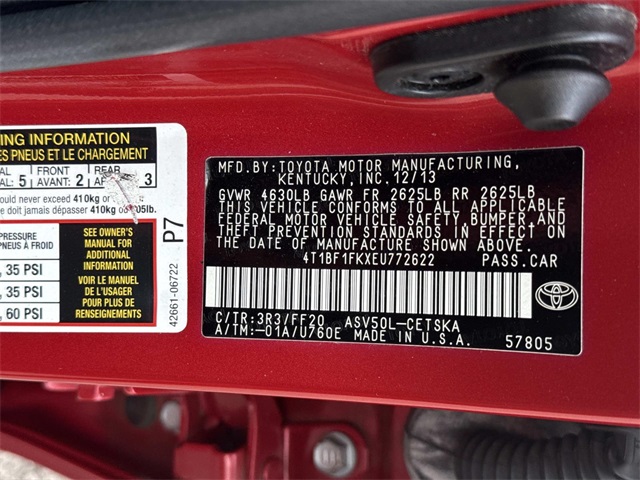 ING INFORMATION
ES PNEUS ET LE CHARGEMENT
AL FRONT REAR
AL: 5 AVANT: 2 3
ould never exceed 410kg or
e doit jamais dépasser 410kg
PRESSURE
PNEUS À FROID
, 35 PSI
, 35 PSI
, 60 PSI
SEE OWNER'S
MANUAL FOR
ADDITIONAL
INFORMATION
VOIR LE MANUEL
DE L'USAGER
POUR PLUS DE
RENSEIGNEMENTS
P7
42661-06722
MFD.BY:TOYOTA MOTOR MANUFACTURING,
KENTUCKY,INC.12/13
GVWR 4630LB GAWR FR 2625LB RR 2625LB
THIS VEHICLE CONFORMS TO ALL APPLICABLE
FEDERAL MOTOR VEHICLE SAFETY,BUMPER,AND
THEFT PREVENTION STANDARDS IN EFFECT ON
THE DATE OF MANUFACTURE SHOWN ABOVE.
4T1BF1FKXEU772622 PASS.CAR
C/TR:3R3/FF20 ASV50L-CETSKA
A/TM:-01A/U760E MADE IN U.S.A.
57805